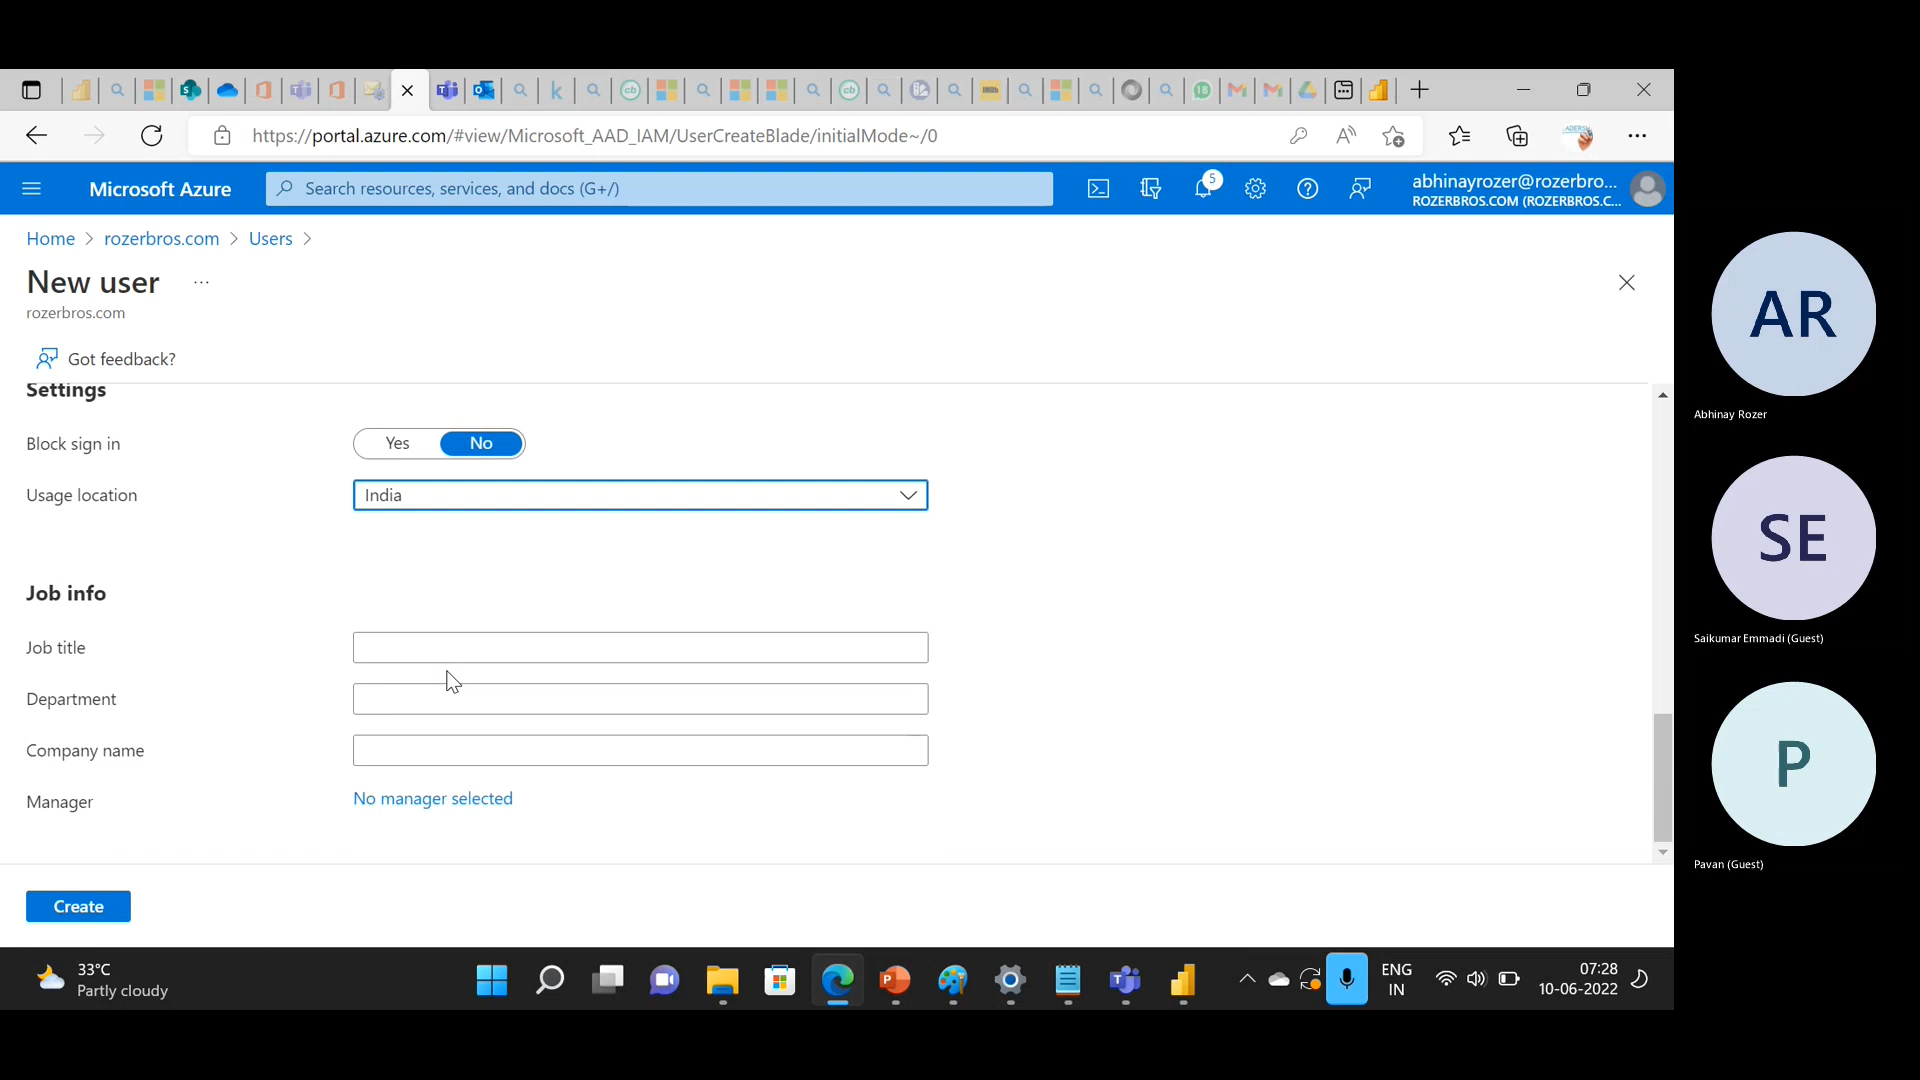 https://portal.azure.com/#view/Microsoft_AAD_IAM/UserCreateBlade/initialMode~/0
Microsoft Azure
Search resources, services, and docs (G+/)
5
abhinayrozer@rozerbro...
ROZERBROS.COM (ROZERBROS.C...
Home > rozerbros.com > Users >
New user ...
rozerbros.com
Got feedback?
Settings
Block sign in
Yes
No
Usage location
India
Job info
Job title
Department
Company name
Manager
No manager selected
Create
AR
Abhinay Rozer
SE
Saikumar Emmadi (Guest)
P
Pavan (Guest)
33°C
Partly cloudy
ENG
IN
07:28
10-06-2022